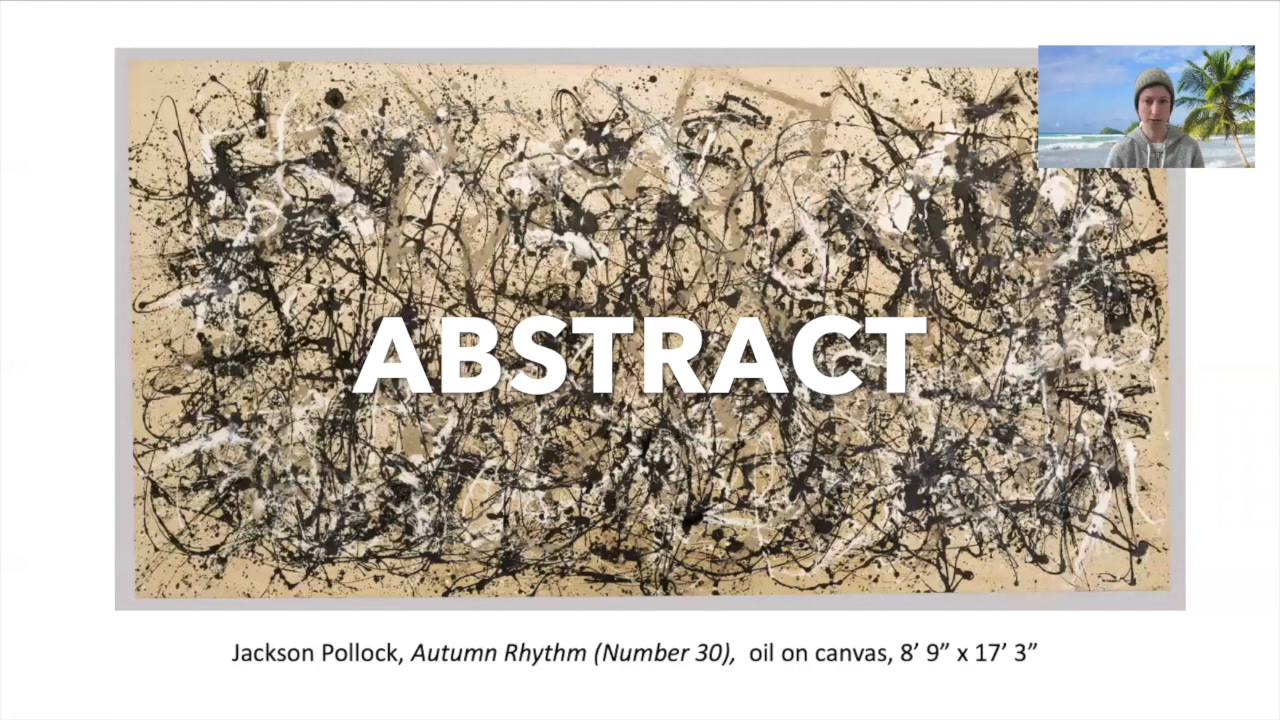 ABSTRACT
Jackson Pollock, Autumn Rhythm (Number 30), oil on canvas, 8’ 9” x 17’ 3”